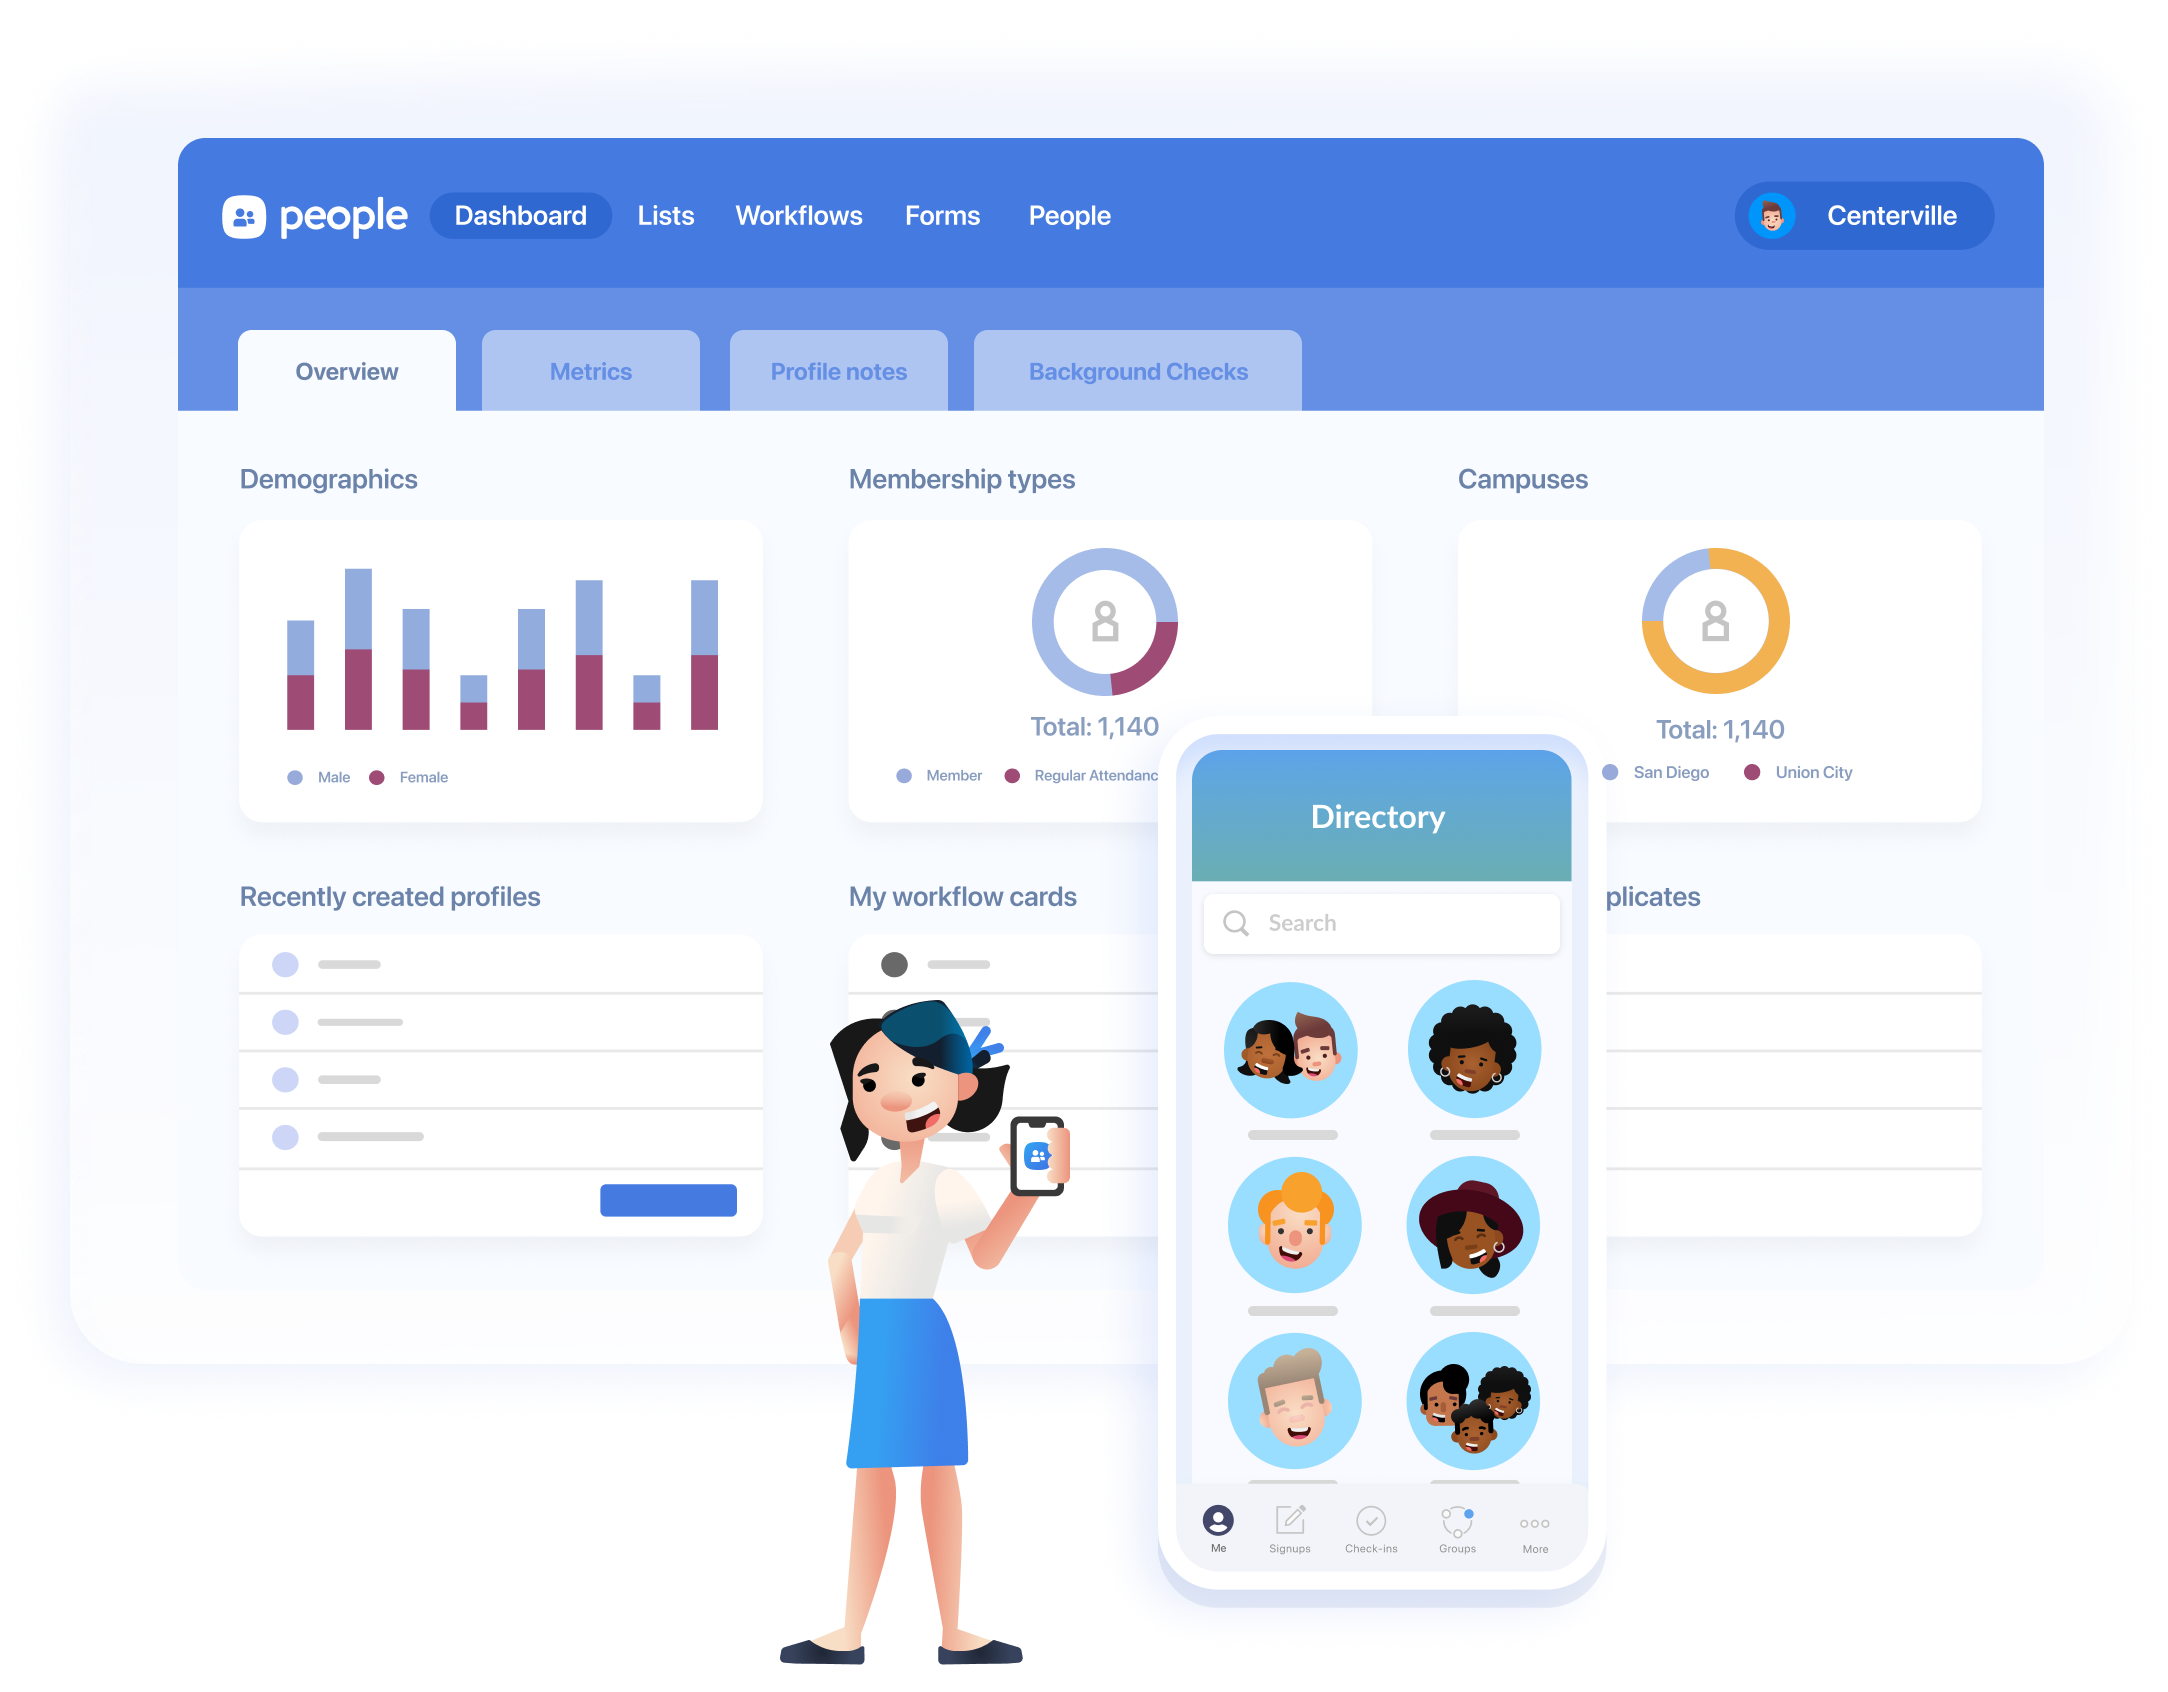 people
Dashboard
Lists
Workflows
Forms
People
Centerville
Overview
Metrics
Profile notes
Background Checks
Demographics
Membership types
Campuses
Total: 1,140
Total: 1,140
Male
Female
Member
Regular Attendanc
San Diego
Union City
Directory
Search
Recently created profiles
My workflow cards
plicates
Me
Signups
Check-ins
Groups
More